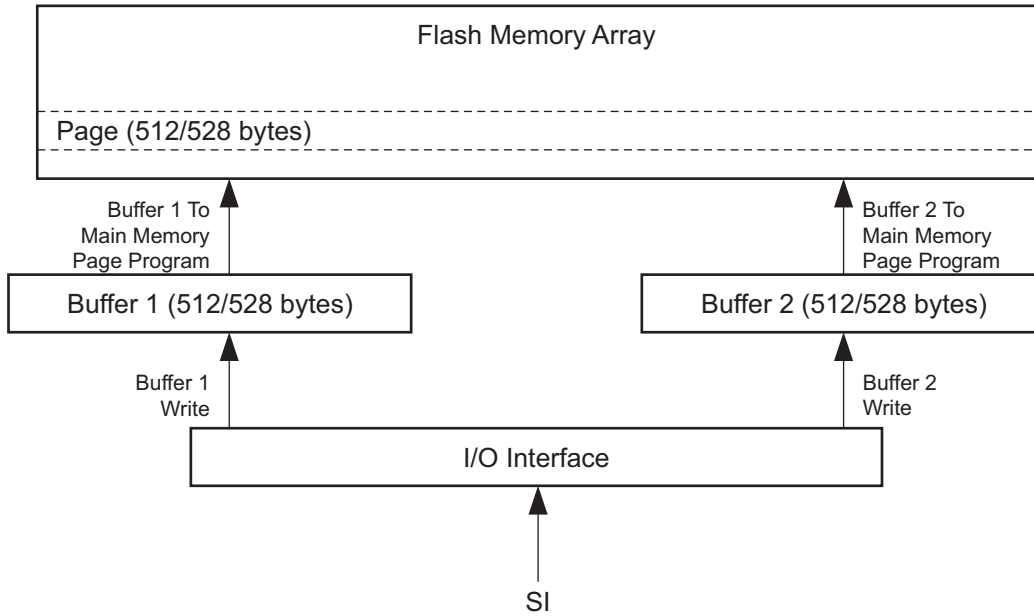 Flash Memory Array
Page (512/528 bytes)
Buffer 1 To
Main Memory
Page Program
Buffer 2 To
Main Memory
Page Program
Buffer 1 (512/528 bytes)
Buffer 2 (512/528 bytes)
Buffer 1
Write
Buffer 2
Write
I/O Interface
SI